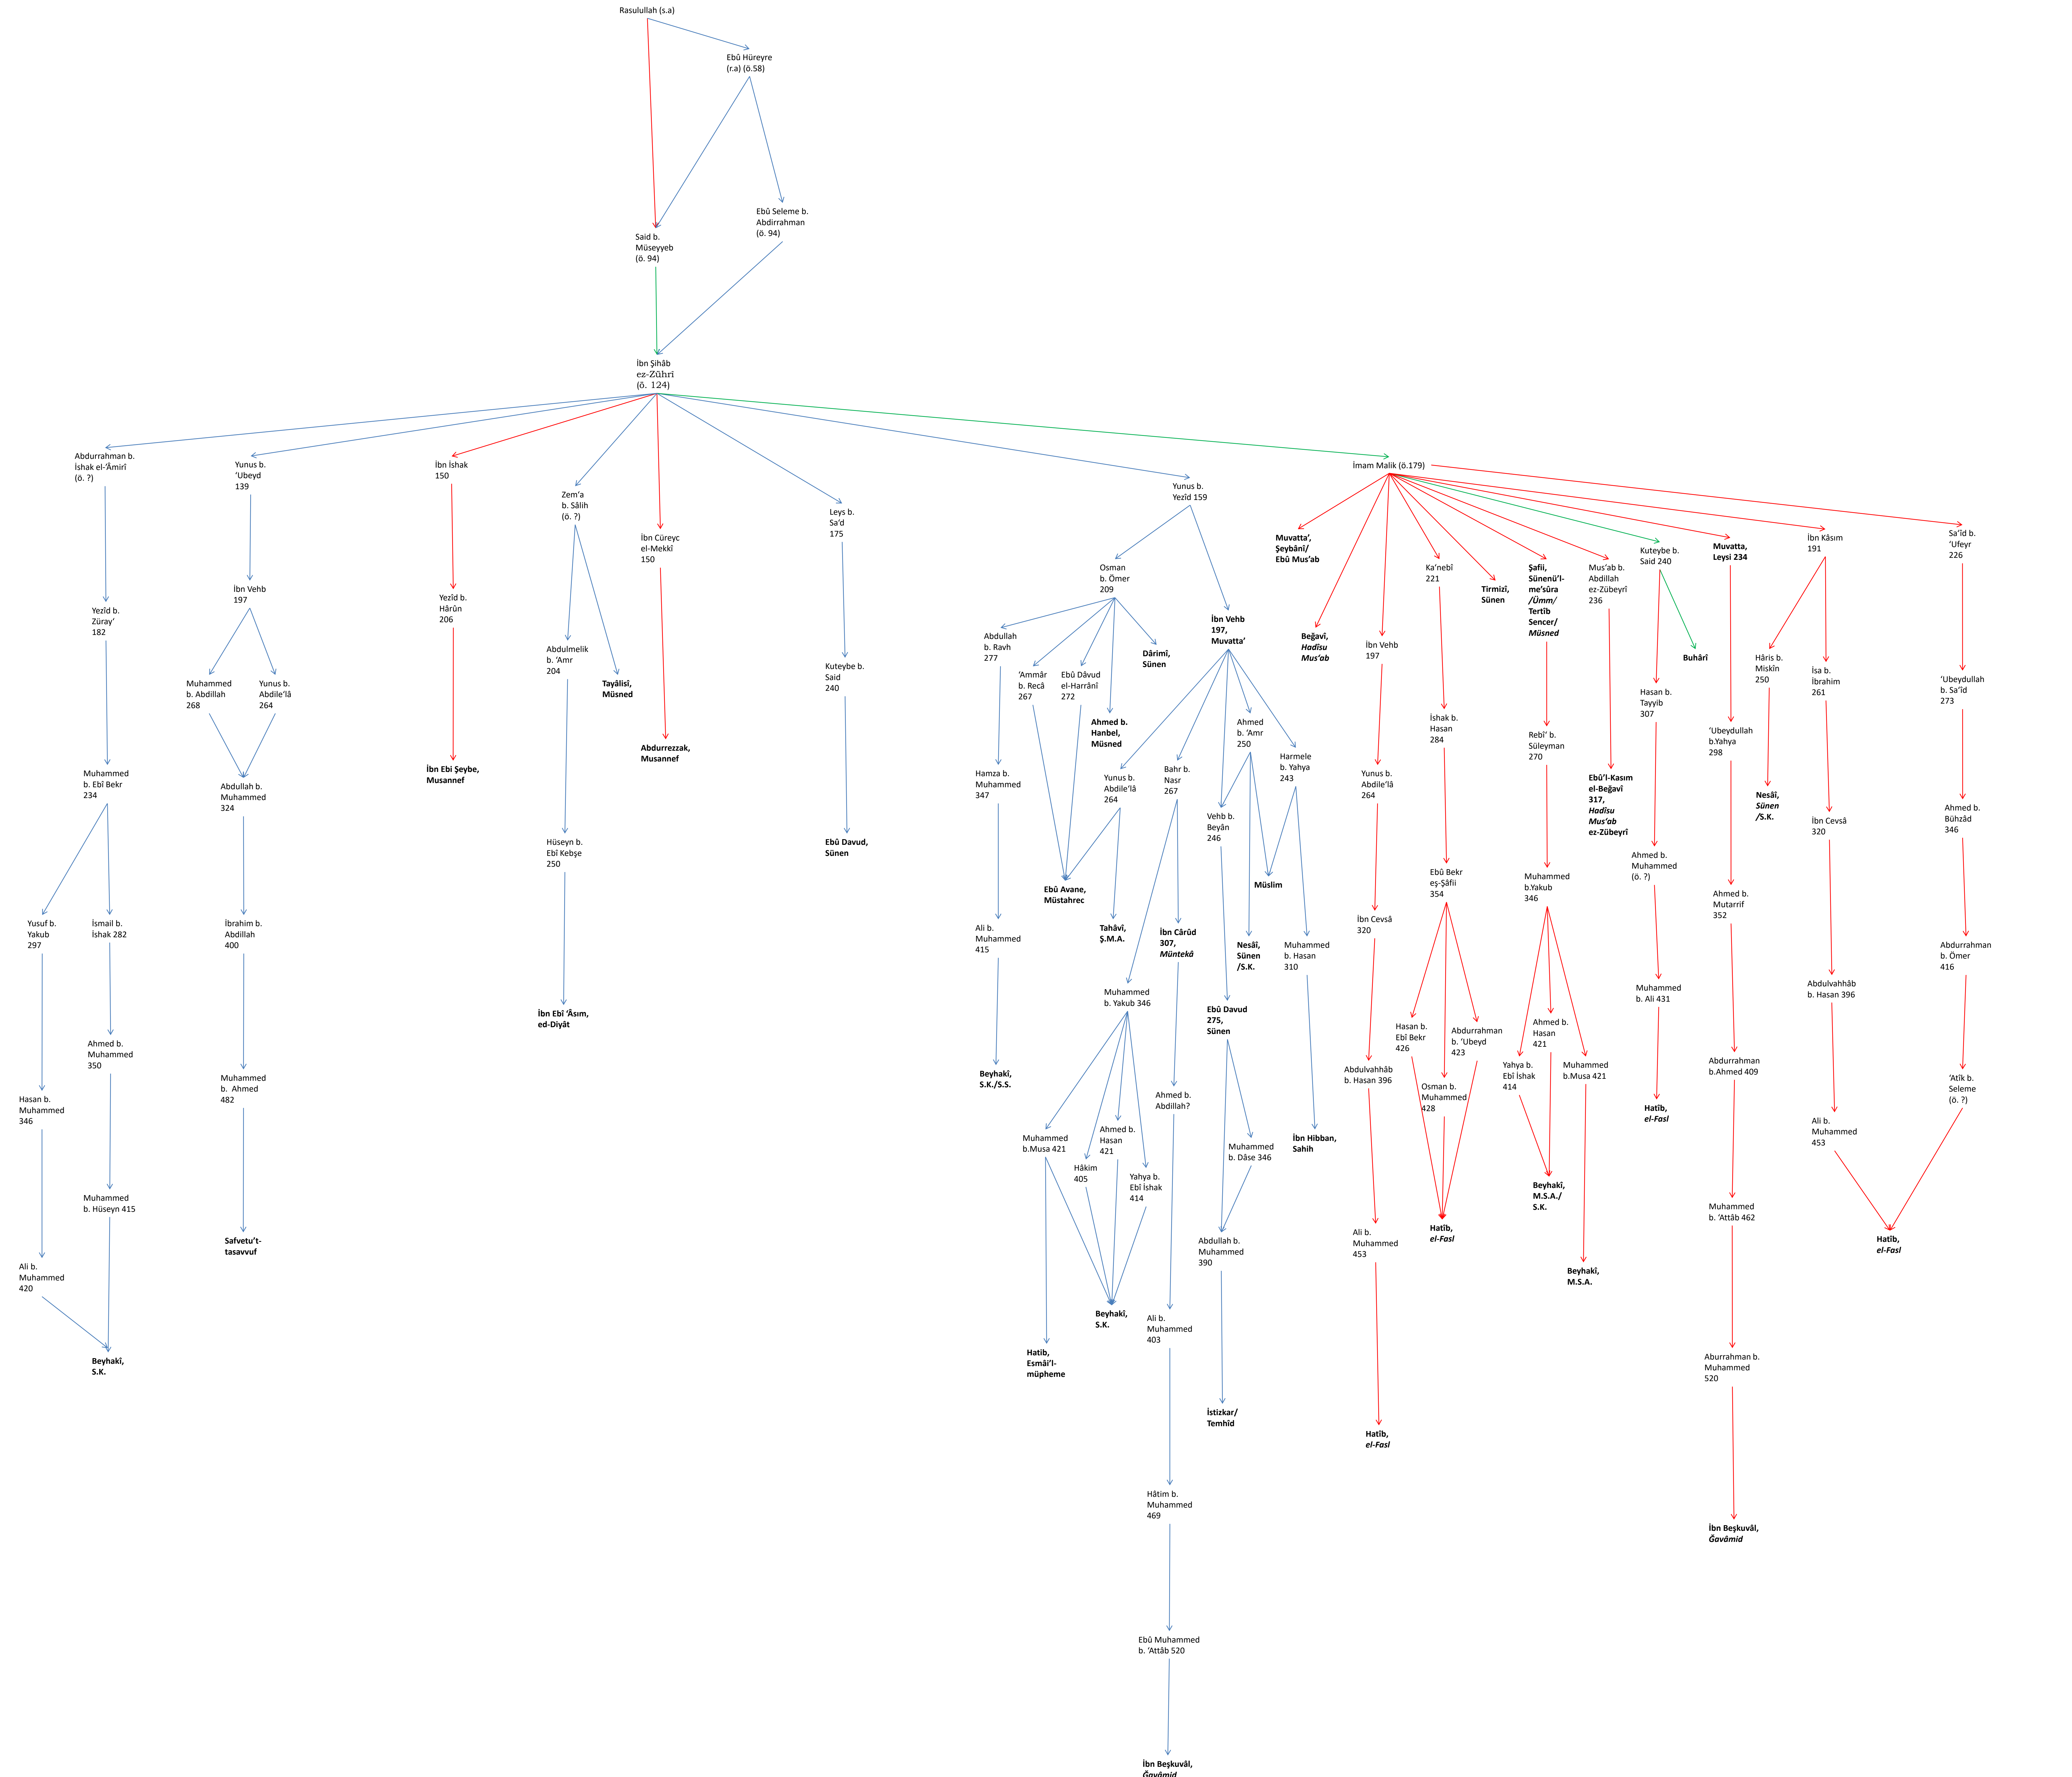 Rasulullah (s.a)
Ebû Hüreyre
(r.a) (ö.58)
Ebû Seleme b.
Abdirrahman
(ö. 94)
Said b.
Müseyyeb
(ö. 94)
İbn Şihâb
ez-Zührî
(ö. 124)
Abdurrahman b.
İshak el-‘Âmirî
(ö. ?)
Yezîd b.
Züray’
182
Muhammed
b. Ebî Bekr
234
Yusuf b.
Yakub
297
Hasan b.
Muhammed
346
Ali b.
Muhammed
420
İsmail b.
İshak 282
Ahmed b.
Muhammed
350
Muhammed
b. Hüseyn 415
Beyhakî,
S.K.
Yunus b.
‘Ubeyd
139
İbn Vehb
197
Muhammed
b. Abdillah
268
Yunus b.
Abdile’lâ
264
Abdullah b.
Muhammed
324
İbrahim b.
Abdillah
400
Muhammed
b. Ahmed
482
Safvetu’t-
tasavvuf
İbn İshak
150
Yezîd b.
Hârûn
206
İbn Ebi Şeybe,
Musannef
Zem’a
b. Sâlih
(ö. ?)
Abdulmelik
b. ‘Amr
204
Tayâlisî,
Müsned
Hüseyn b.
Ebî Kebşe
250
İbn Ebî ‘Âsım,
ed-Diyât
İbn Cüreyc
el-Mekkî
150
Abdurrezzak,
Musannef
Leys b.
Sa’d
175
Kuteybe b.
Said
240
Ebû Davud,
Sünen
Yunus b.
Yezîd 159
Osman
b. Ömer
209
Abdullah
b. Ravh
277
Hamza b.
Muhammed
347
Ali b.
Muhammed
415
Beyhakî,
S.K./S.S.
‘Ammâr
b. Recâ
267
Ebû Dâvud
el-Harrânî
272
Ahmed b.
Hanbel,
Müsned
Dârimî,
Sünen
İbn Vehb
197,
Muvatta’
Yunus b.
Abdile’lâ
264
Ebû Avane,
Müstahrec
Tahâvî,
Ş.M.A.
Bahr b.
Nasr
267
İbn Cârûd
307,
Müntekâ
Muhammed
b. Yakub 346
Muhammed
b.Musa 421
Hâkim
405
Ahmed b.
Hasan
421
Yahya b.
Ebî İshak
414
Hatib,
Esmâi’l-
müpheme
Beyhakî,
S.K.
Ahmed b.
Abdillah?
Ali b.
Muhammed
403
Hâtim b.
Muhammed
469
Ebû Muhammed
b. ‘Attâb 520
İbn Beşkuvâl,
Ğavâmid
Ahmed
b. ‘Amr
250
Vehb b.
Beyân
246
Harmele
b. Yahya
243
Müslim
Nesâî,
Sünen
/S.K.
Muhammed
b. Hasan
310
İbn Hibban,
Sahih
Ebû Davud
275,
Sünen
Muhammed
b. Dâse 346
Abdullah b.
Muhammed
390
İstizkar/
Temhîd
İmam Malik (ö.179)
Muvatta’,
Şeybânî/
Ebû Mus’ab
Beğavî,
Hadîsu
Mus’ab
İbn Vehb
197
Yunus b.
Abdile’lâ
264
İbn Cevsâ
320
Abdulvahhâb
b. Hasan 396
Ali b.
Muhammed
453
Hatîb,
el-Fasl
Ka’nebî
221
İshak b.
Hasan
284
Ebû Bekr
eş-Şâfii
354
Hasan b.
Ebî Bekr
426
Osman b.
Muhammed
428
Abdurrahman
b. ‘Ubeyd
423
Hatîb,
el-Fasl
Tirmizî,
Sünen
Şafii,
Sünenü’l-
me’sûra
/Ümm/
Tertîb
Sencer/
Müsned
Rebî‘ b.
Süleyman
270
Muhammed
b.Yakub
346
Yahya b.
Ebî İshak
414
Ahmed b.
Hasan
421
Muhammed
b.Musa 421
Beyhakî,
M.S.A./
S.K.
Beyhakî,
M.S.A.
Mus’ab b.
Abdillah
ez-Zübeyrî
236
Ebû’l-Kasım
el-Beğavî
317,
Hadîsu
Mus’ab
ez-Zübeyrî
Kuteybe b.
Said 240
Buhârî
Hasan b.
Tayyib
307
Ahmed b.
Muhammed
(ö. ?)
Muhammed
b. Ali 431
Hatîb,
el-Fasl
Muvatta,
Leysi 234
‘Ubeydullah
b.Yahya
298
Ahmed b.
Mutarrif
352
Abdurrahman
b.Ahmed 409
Muhammed
b. ‘Attâb 462
Aburrahman b.
Muhammed
520
İbn Beşkuvâl,
Ğavâmid
İbn Kâsım
191
Hâris b.
Miskîn
250
Nesâî,
Sünen
/S.K.
İsa b.
İbrahim
261
İbn Cevsâ
320
Abdulvahhâb
b. Hasan 396
Ali b.
Muhammed
453
Sa’îd b.
‘Ufeyr
226
‘Ubeydullah
b. Sa’îd
273
Ahmed b.
Bühzâd
346
Abdurrahman
b. Ömer
416
‘Atîk b.
Seleme
(ö. ?)
Hatîb,
el-Fasl